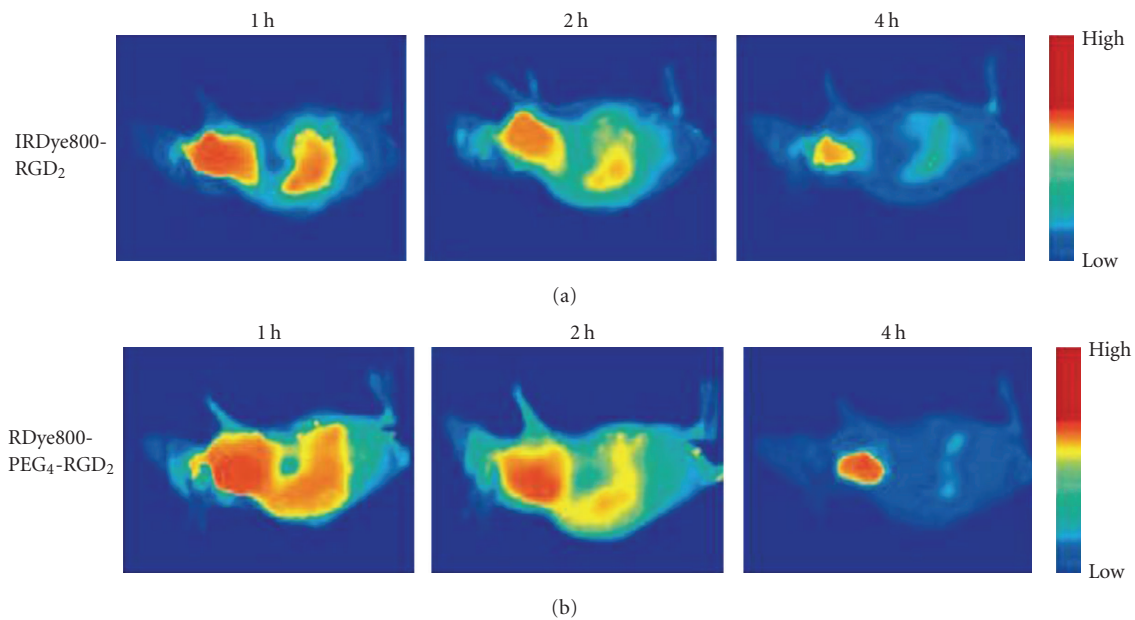 1 h 2 h 4 h
IRDye800-
RGD₂
High
Low
(a)
1 h 2 h 4 h
RDye800-
PEG₄-RGD₂
High
Low
(b)